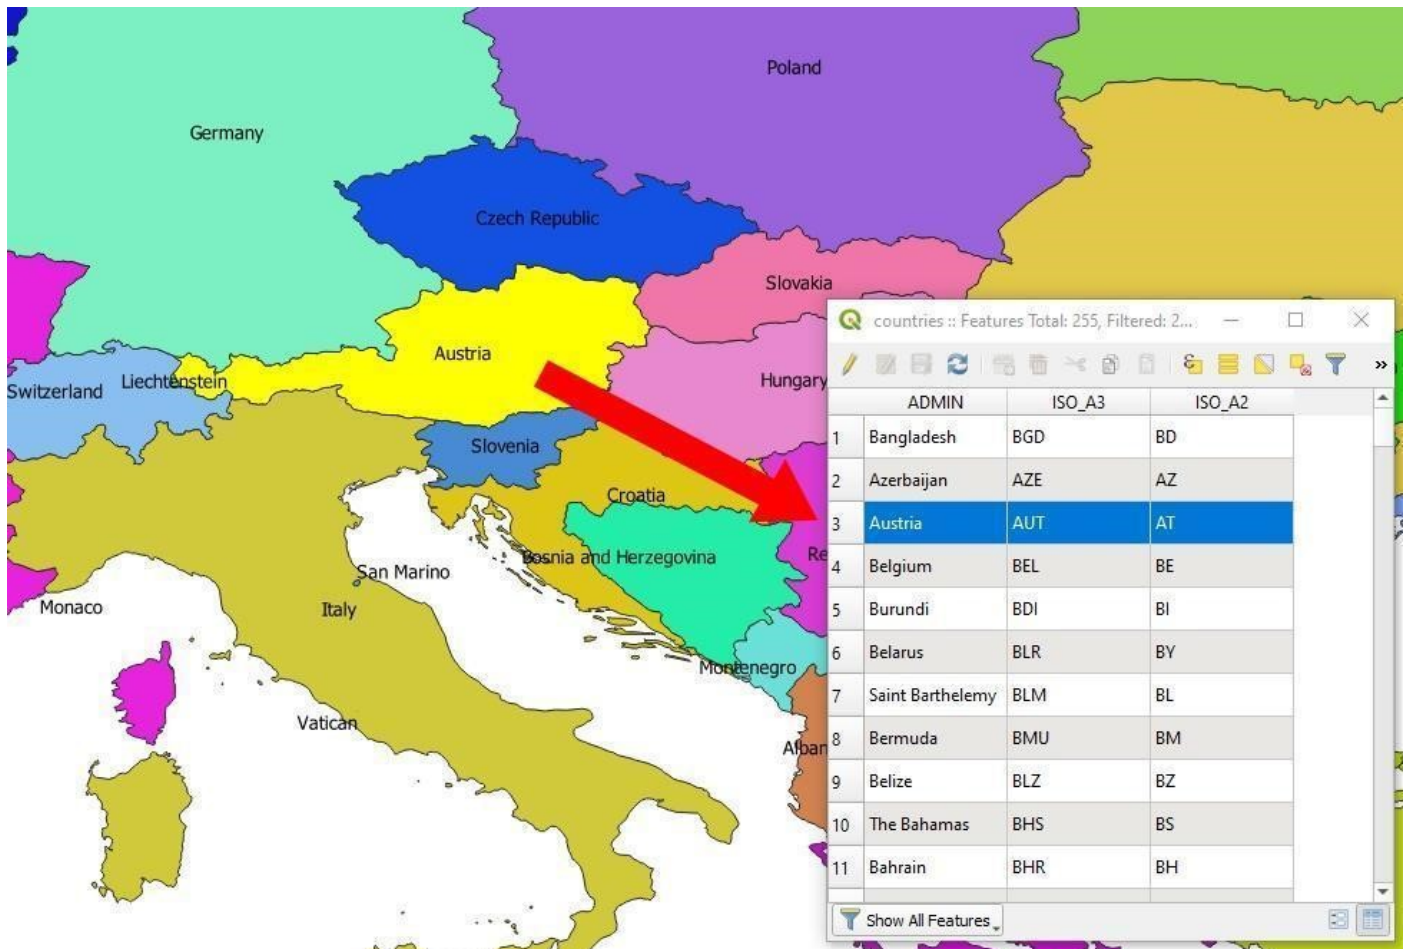 Poland
Germany
Czech Republic
Slovakia
Austria
Liechtenstein
Switzerland
Hungary
Slovenia
Croatia
Bosnia and Herzegovina
Re
San Marino
Monaco
Italy
Montenegro
Vatican
Alban
countries :: Features Total: 255, Filtered: 2...
»
ADMIN ISO_A3 ISO_A2
1 Bangladesh BGD BD
2 Azerbaijan AZE AZ
3 Austria AUT AT
4 Belgium BEL BE
5 Burundi BDI BI
6 Belarus BLR BY
7 Saint Barthelemy BLM BL
8 Bermuda BMU BM
9 Belize BLZ BZ
10 The Bahamas BHS BS
11 Bahrain BHR BH
Show All Features